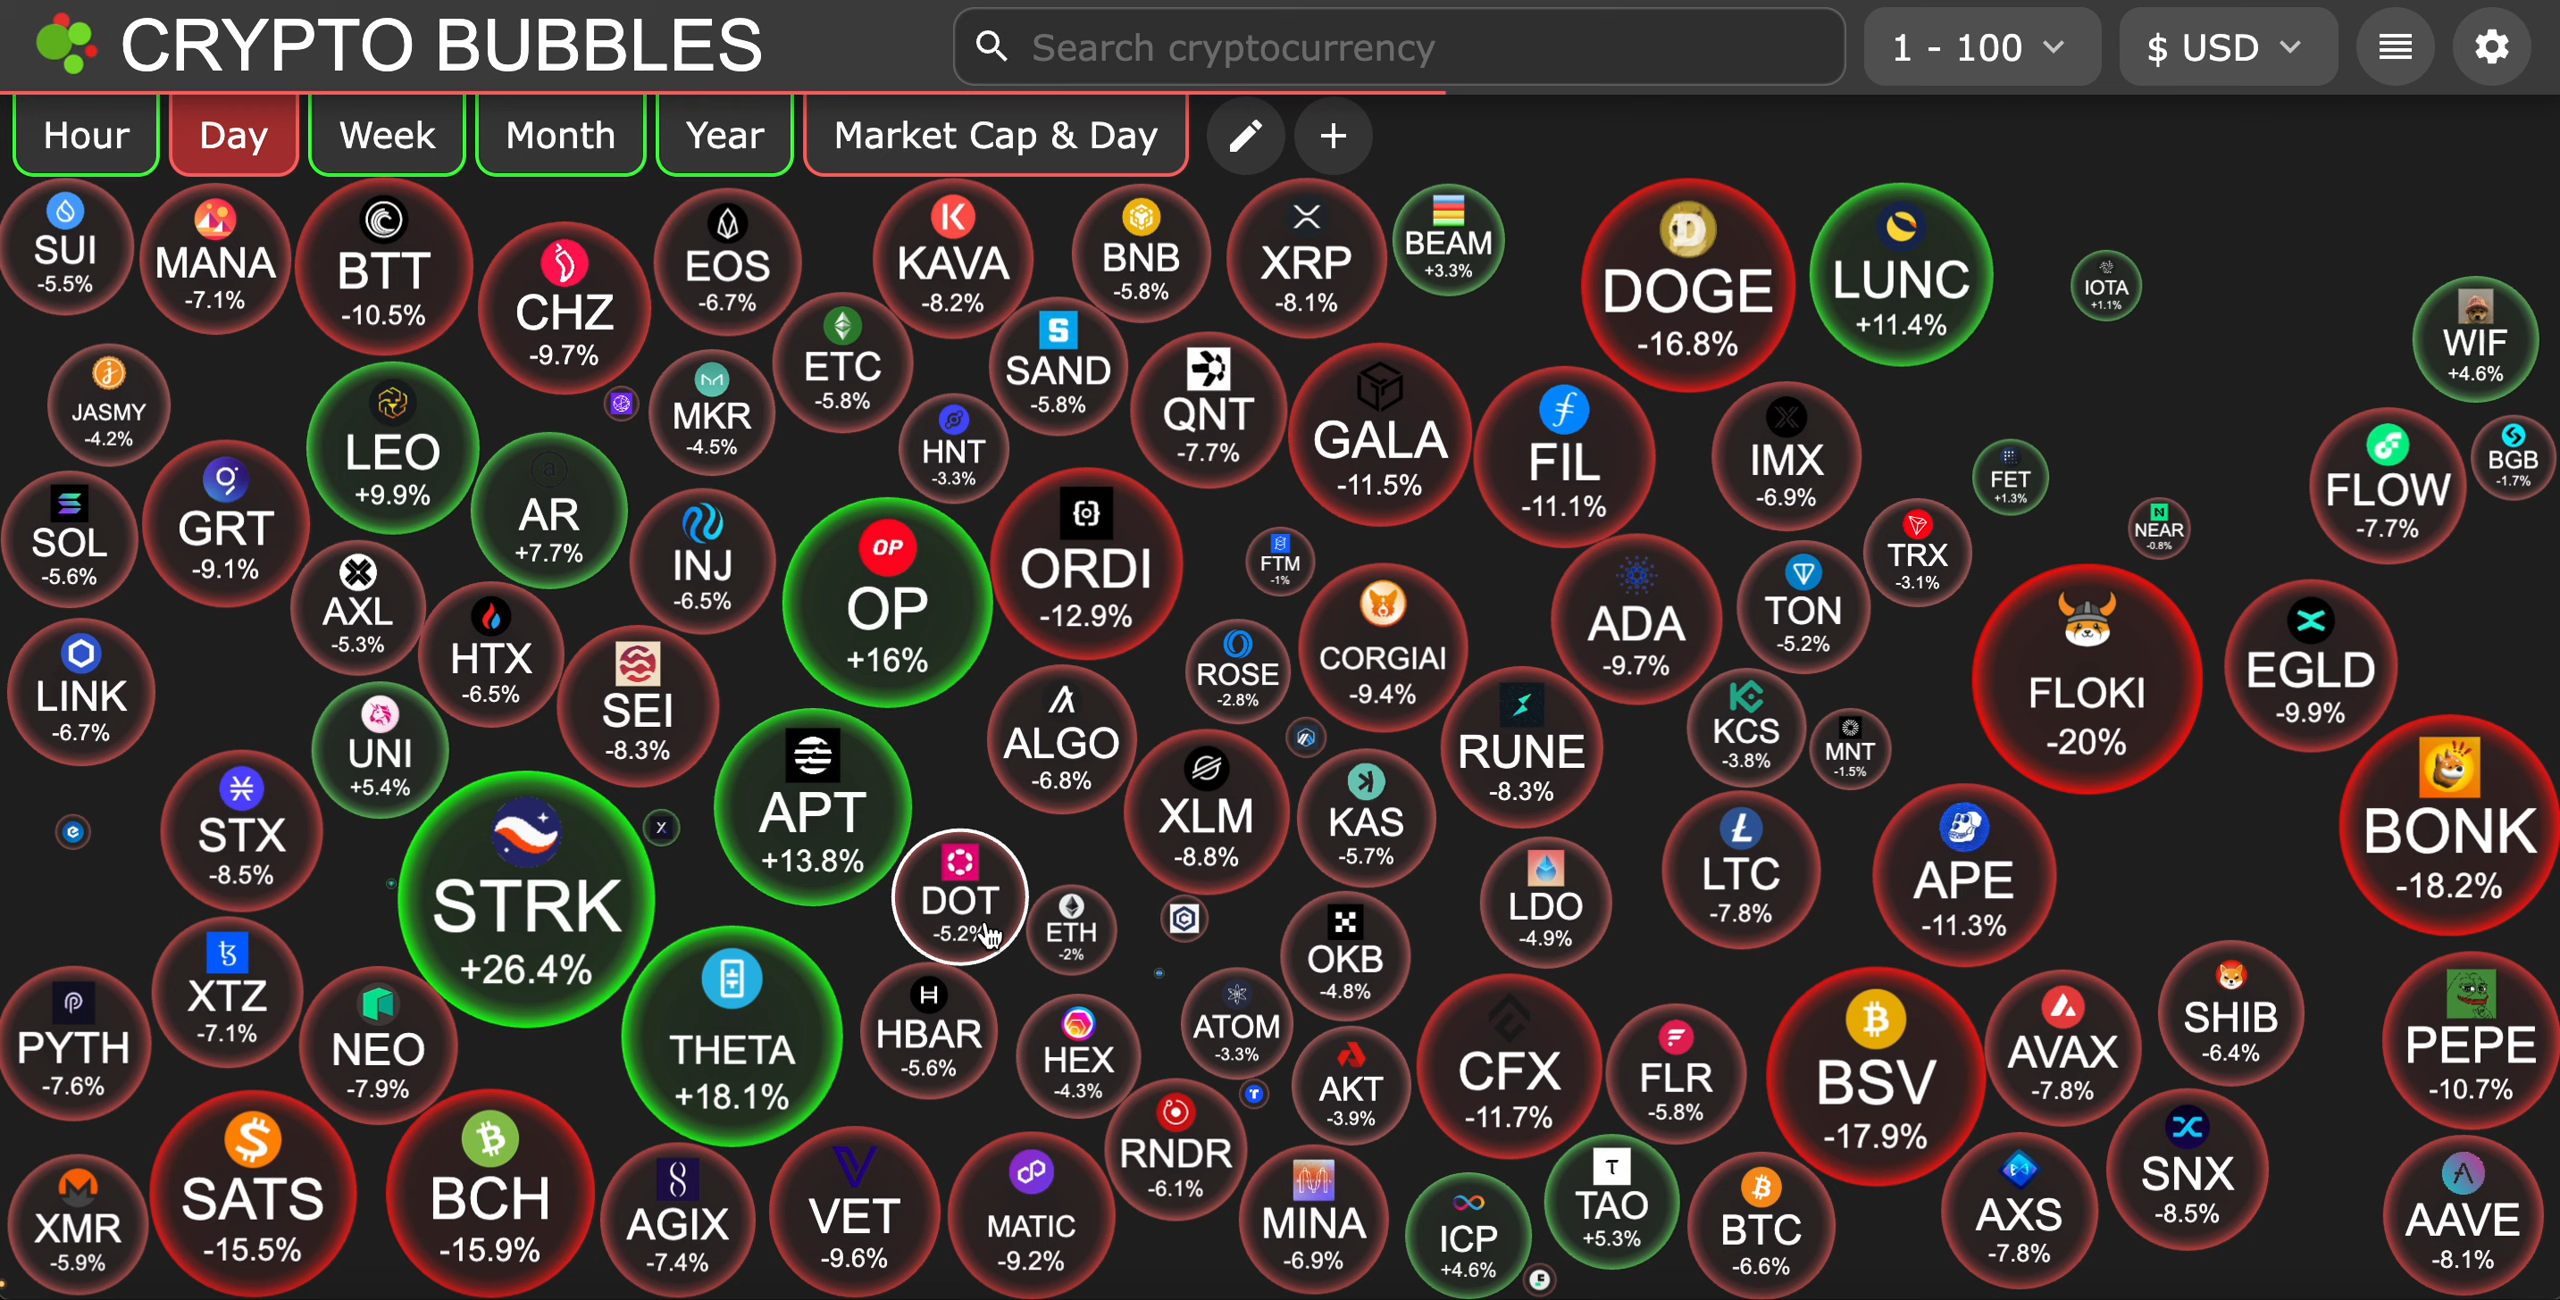 CRYPTO BUBBLES
Search cryptocurrency
1 - 100
$ USD
Hour
Day
Week
Month
Year
Market Cap & Day
+
SUI
-5.5%
MANA
-7.1%
BTT
-10.5%
CHZ
-9.7%
EOS
-6.7%
KAVA
-8.2%
BNB
-5.8%
XRP
-8.1%
BEAM
+3.3%
DOGE
-16.8%
LUNC
+11.4%
IOTA
+1.1%
WIF
+4.6%
JASMY
-4.2%
LEO
+9.9%
MKR
-4.5%
ETC
-5.8%
SAND
-5.8%
HNT
-3.3%
QNT
-7.7%
GALA
-11.5%
FIL
-11.1%
IMX
-6.9%
FET
+1.3%
FLOW
-7.7%
BGB
-1.7%
SOL
-5.6%
GRT
-9.1%
AR
+7.7%
INJ
-6.5%
OP
OP
+16%
ORDI
-12.9%
FTM
-1%
ADA
-9.7%
TON
-5.2%
TRX
-3.1%
NEAR
-0.8%
AXL
-5.3%
HTX
-6.5%
SEI
-8.3%
ROSE
-2.8%
CORGIAI
-9.4%
FLOKI
-20%
EGLD
-9.9%
LINK
-6.7%
UNI
+5.4%
APT
+13.8%
ALGO
-6.8%
RUNE
-8.3%
KCS
-3.8%
MNT
-1.5%
BONK
-18.2%
STX
-8.5%
STRK
+26.4%
XLM
-8.8%
KAS
-5.7%
LTC
-7.8%
APE
-11.3%
DOT
-5.2%
ETH
-2%
LDO
-4.9%
OKB
-4.8%
XTZ
-7.1%
PYTH
-7.6%
NEO
-7.9%
THETA
+18.1%
HBAR
-5.6%
HEX
-4.3%
ATOM
-3.3%
AKT
-3.9%
CFX
-11.7%
FLR
-5.8%
BSV
-17.9%
AVAX
-7.8%
SHIB
-6.4%
PEPE
-10.7%
XMR
-5.9%
SATS
-15.5%
BCH
-15.9%
AGIX
-7.4%
VET
-9.6%
MATIC
-9.2%
RNDR
-6.1%
MINA
-6.9%
ICP
+4.6%
TAO
+5.3%
BTC
-6.6%
AXS
-7.8%
SNX
-8.5%
AAVE
-8.1%